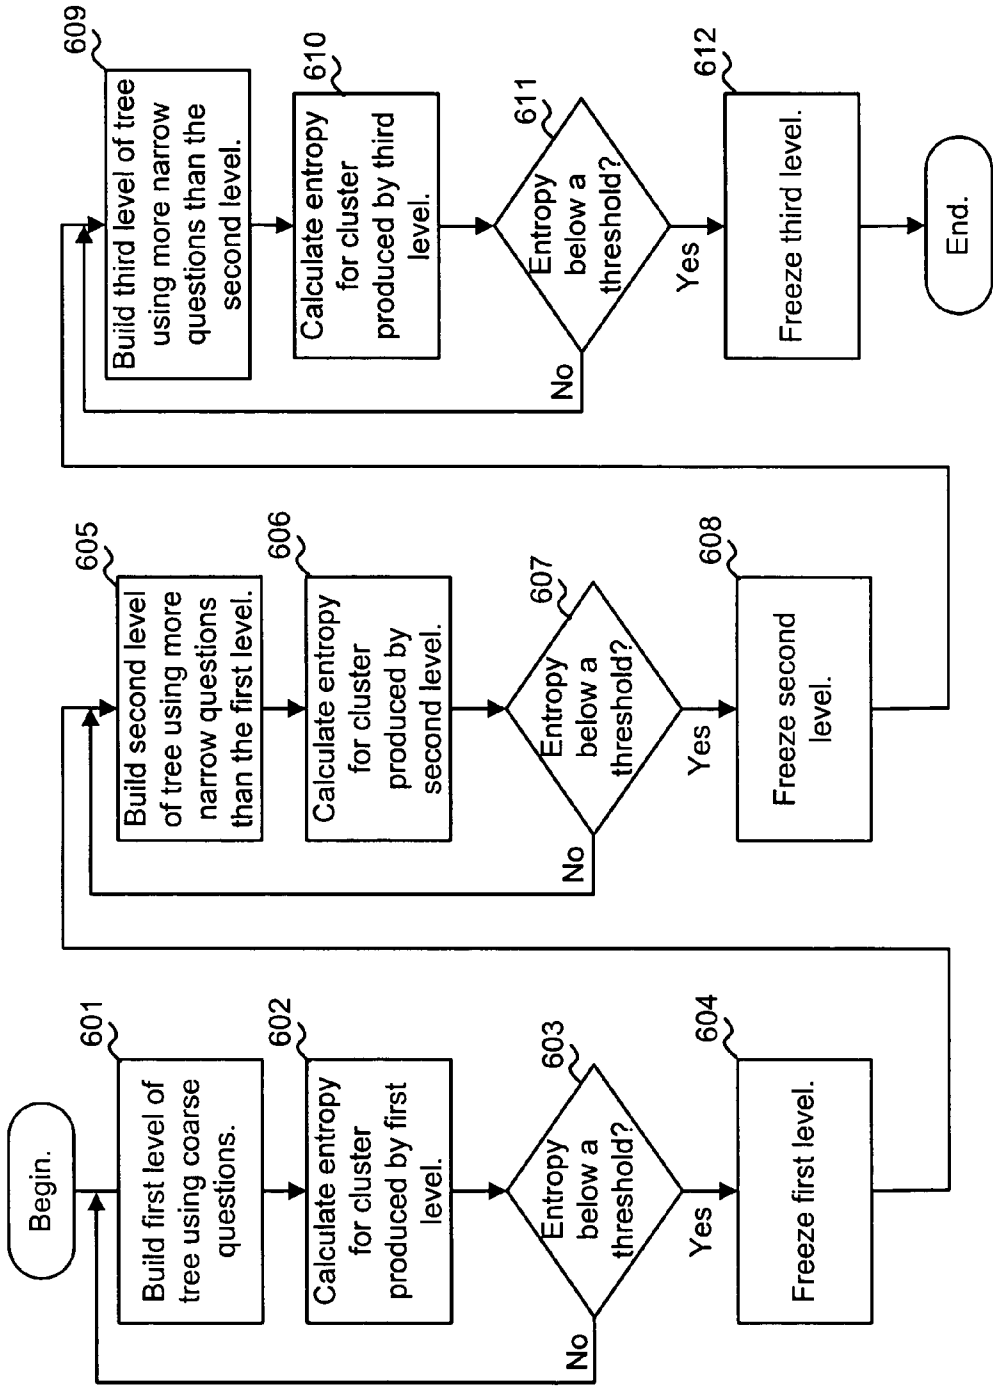 Begin.
601
Build first level of
tree using coarse
questions.
602
Calculate entropy
for cluster
produced by first
level.
603
Entropy
below a
threshold?
No
Yes
604
Freeze first level.
605
Build second level
of tree using more
narrow questions
than the first level.
606
Calculate entropy
for cluster
produced by
second level.
607
Entropy
below a
threshold?
No
Yes
608
Freeze second
level.
609
Build third level of tree
using more narrow
questions than the
second level.
610
Calculate entropy
for cluster
produced by third
level.
611
Entropy
below a
threshold?
No
Yes
612
Freeze third level.
End.